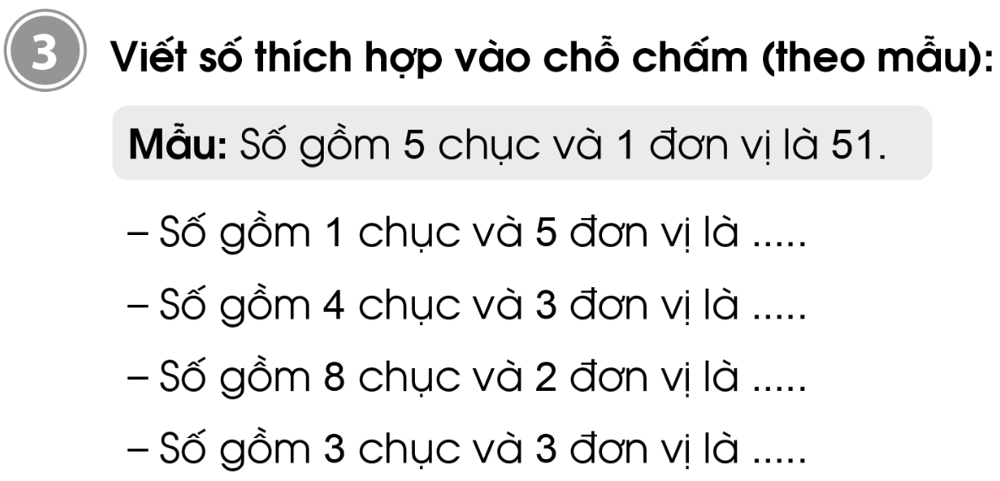 3 Viết số thích hợp vào chỗ chấm (theo mẫu):
Mẫu: Số gồm 5 chục và 1 đơn vị là 51.
– Số gồm 1 chục và 5 đơn vị là .....
– Số gồm 4 chục và 3 đơn vị là .....
– Số gồm 8 chục và 2 đơn vị là .....
– Số gồm 3 chục và 3 đơn vị là .....